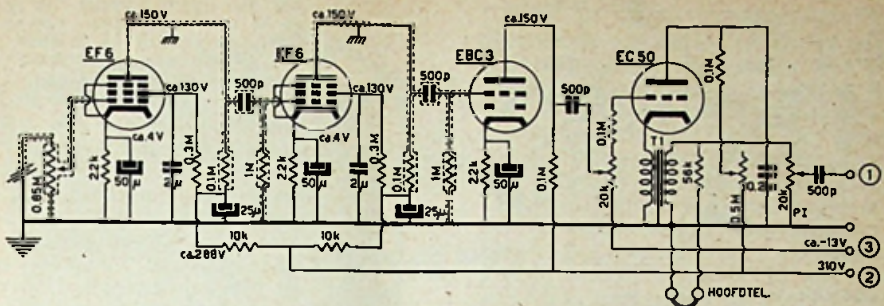 ca.150V
EF6
ca.130V
ca.4V
0.85M
2.2k
50µ
2µ
0.3M
0.1M
25µ
500p
1M
ca.150V
EF6
ca.130V
ca.4V
2.2k
50µ
2µ
0.3M
0.1M
25µ
500p
1M
ca.150V
EBC3
2.2k
50µ
0.1M
500p
EC50
0.1M
20k
T1
56k
0.1M
0.5M
0.2µ
20k
P1
500p
1
ca.-13V
3
310V
2
10k
10k
ca.288V
HOOFDTEL.